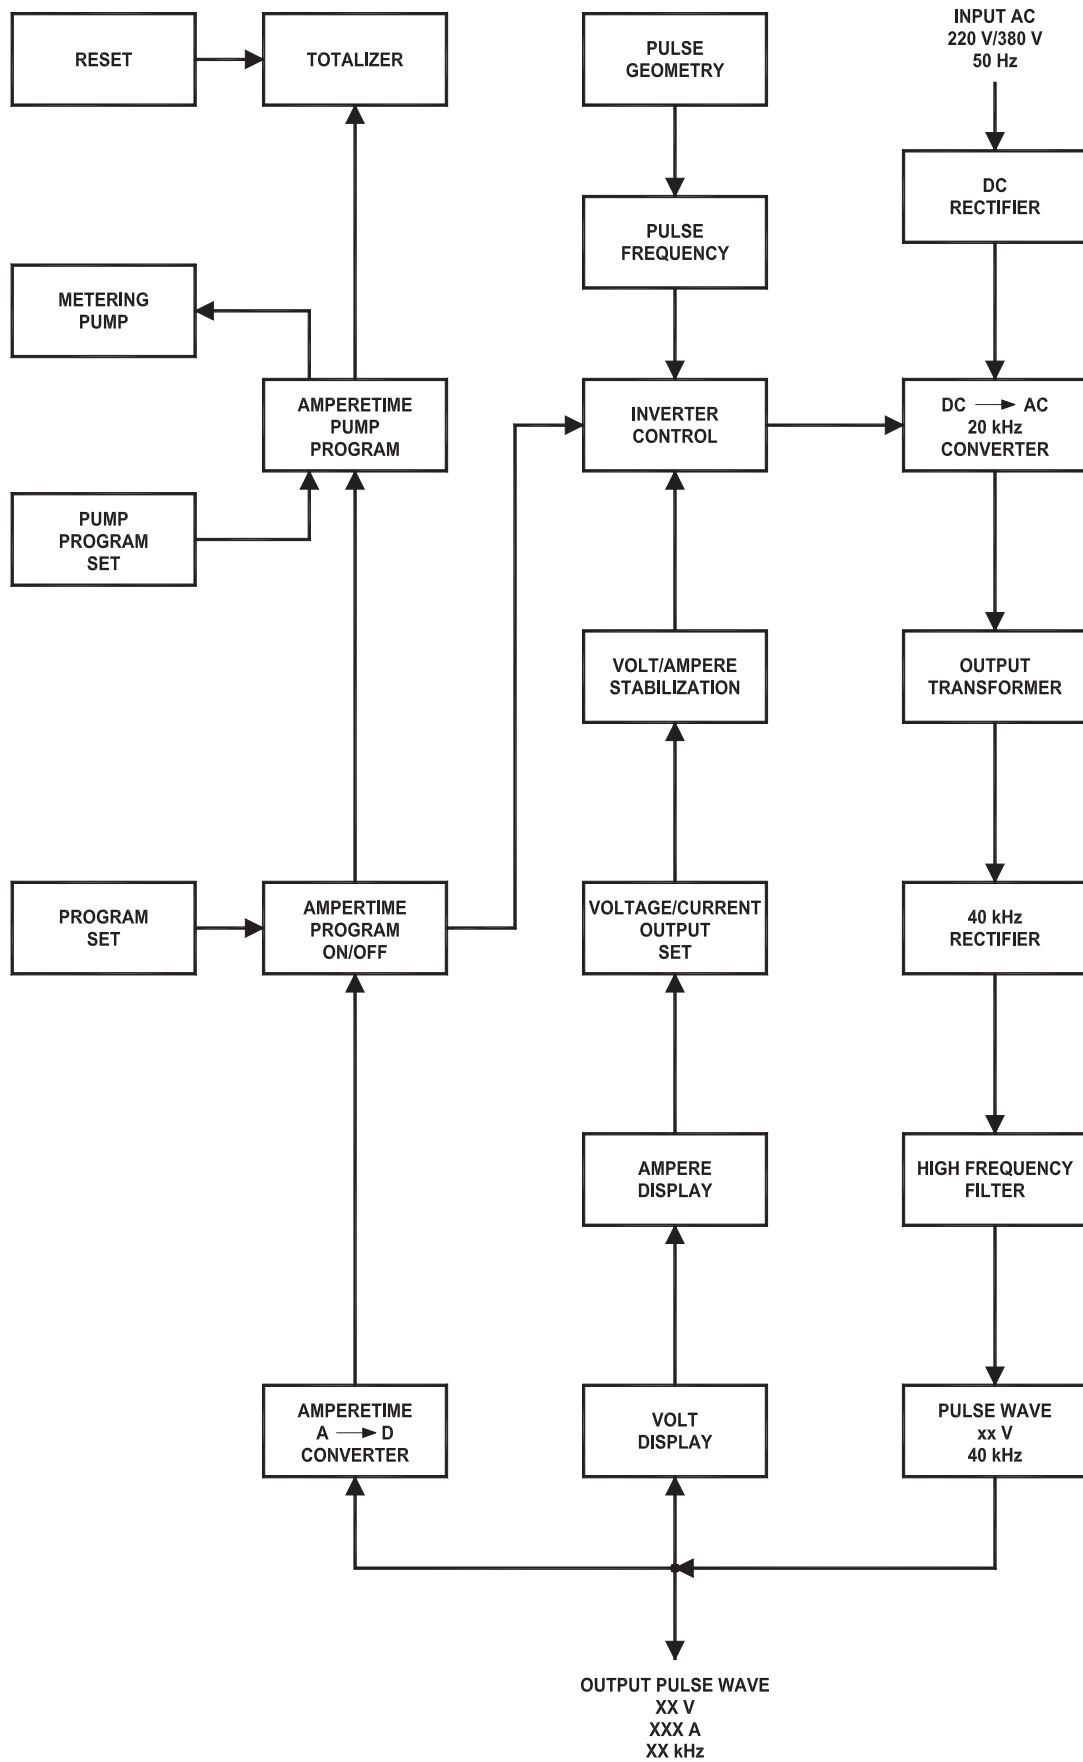 RESET
TOTALIZER
PULSE
GEOMETRY
INPUT AC
220 V/380 V
50 Hz
DC
RECTIFIER
PULSE
FREQUENCY
METERING
PUMP
AMPERETIME
PUMP
PROGRAM
INVERTER
CONTROL
DC AC
20 kHz
CONVERTER
PUMP
PROGRAM
SET
VOLT/AMPERE
STABILIZATION
OUTPUT
TRANSFORMER
PROGRAM
SET
AMPERTIME
PROGRAM
ON/OFF
VOLTAGE/CURRENT
OUTPUT
SET
40 kHz
RECTIFIER
AMPERE
DISPLAY
HIGH FREQUENCY
FILTER
AMPERETIME
A D
CONVERTER
VOLT
DISPLAY
PULSE WAVE
xx V
40 kHz
OUTPUT PULSE WAVE
XX V
XXX A
XX kHz